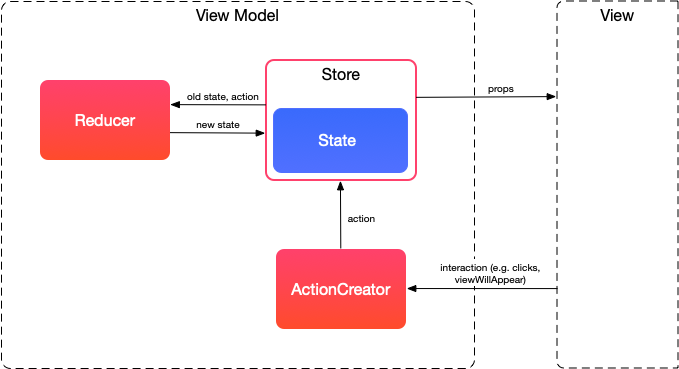 View Model
View
Store
props
old state, action
Reducer
new state
State
action
interaction (e.g. clicks,
viewWillAppear)
ActionCreator